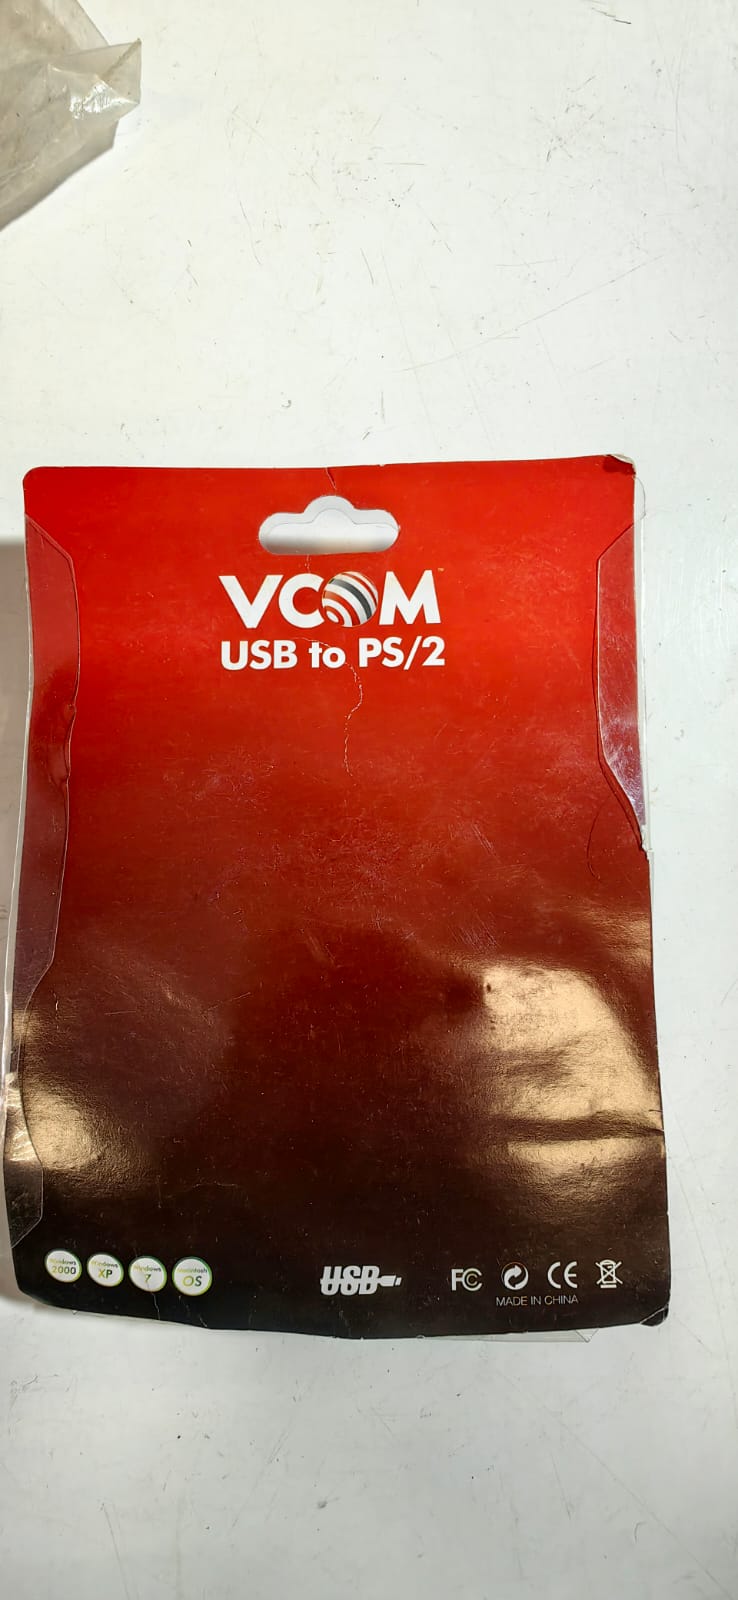 VCOM
USB to PS/2
Windows
2000
Windows
XP
Windows
7
Macintosh
OS
USB
FC CE
MADE IN CHINA